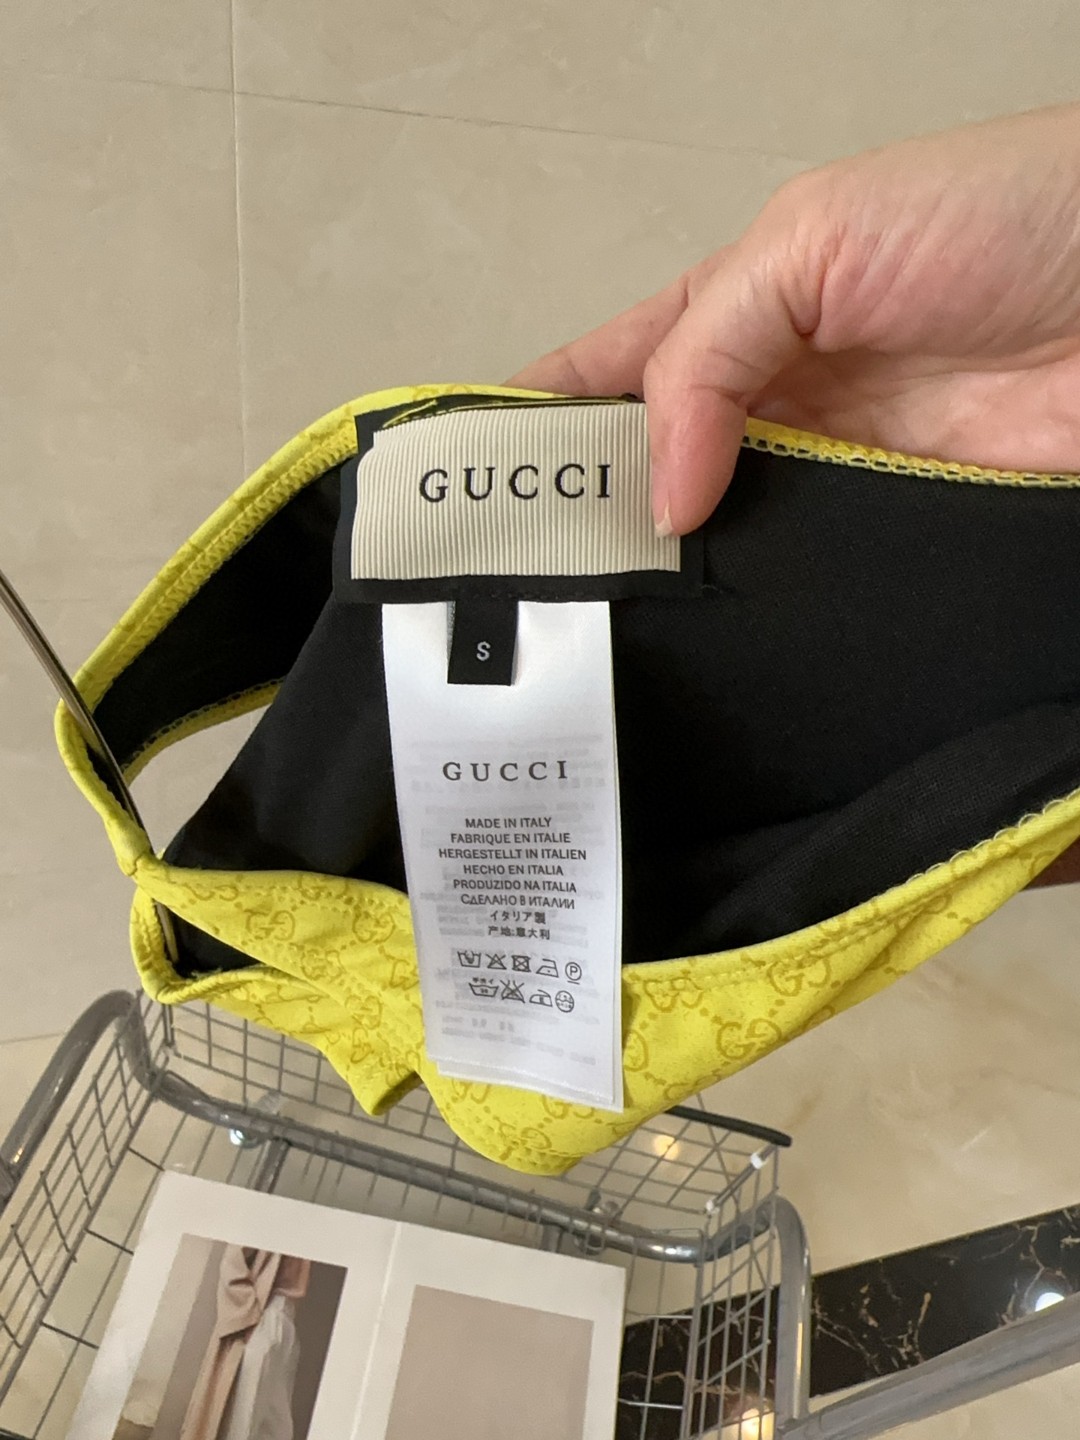 GUCCI
S
GUCCI
MADE IN ITALY
FABRIQUE EN ITALIE
HERGESTELLT IN ITALIEN
HECHO EN ITALIA
PRODUZIDO NA ITALIA
СДЕЛАНО В ИТАЛИИ
イタリア製
产地:意大利
P